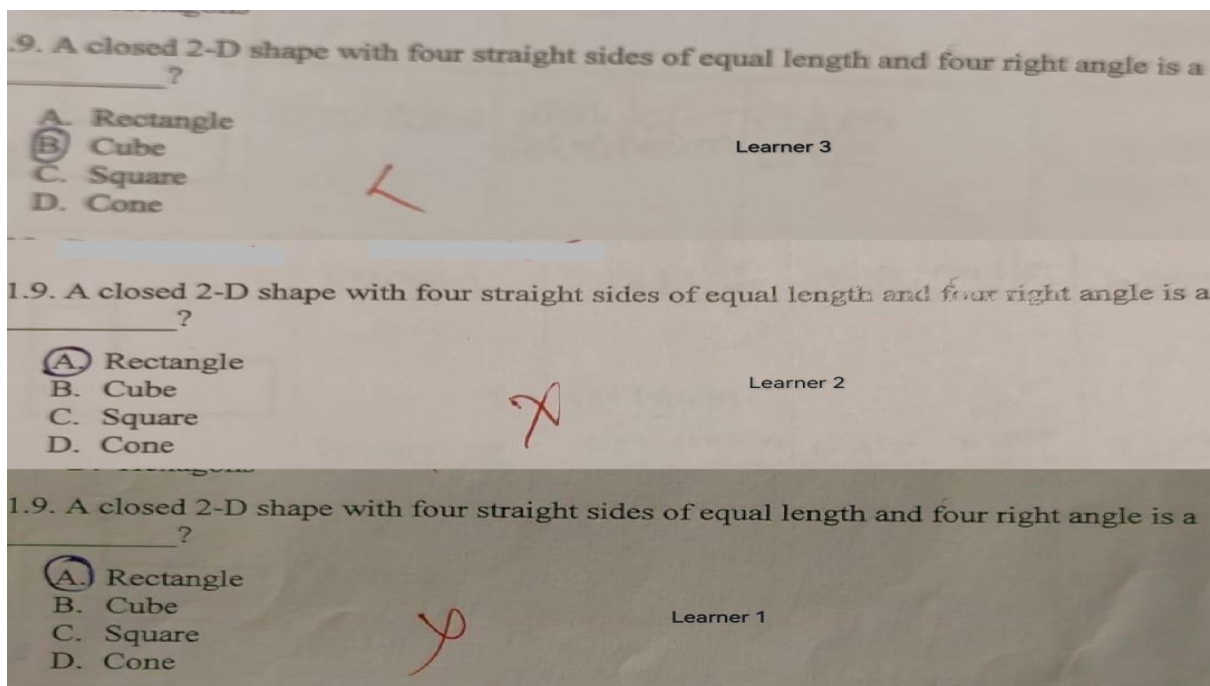 .9. A closed 2-D shape with four straight sides of equal length and four right angle is a
__________?
A. Rectangle
B. Cube
C. Square
D. Cone
Learner 3
1.9. A closed 2-D shape with four straight sides of equal length and four right angle is a
__________?
A. Rectangle
B. Cube
C. Square
D. Cone
Learner 2
1.9. A closed 2-D shape with four straight sides of equal length and four right angle is a
__________?
A. Rectangle
B. Cube
C. Square
D. Cone
Learner 1